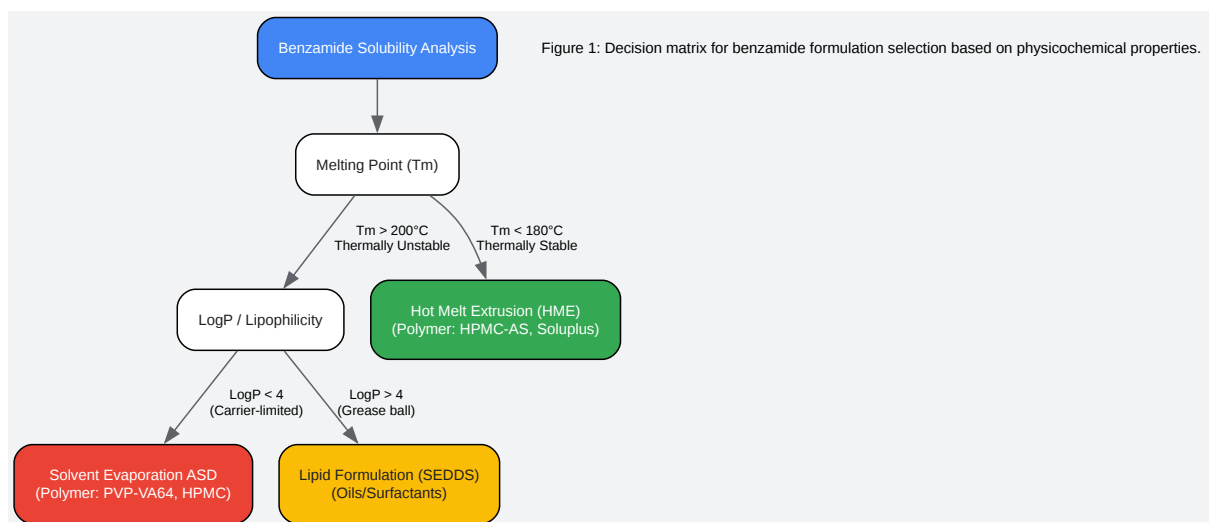 Benzamide Solubility Analysis
Figure 1: Decision matrix for benzamide formulation selection based on physicochemical properties.
Melting Point (Tm)
Tm > 200°C
Thermally Unstable
Tm < 180°C
Thermally Stable
LogP / Lipophilicity
Hot Melt Extrusion (HME)
(Polymer: HPMC-AS, Soluplus)
LogP < 4
(Carrier-limited)
LogP > 4
(Grease ball)
Solvent Evaporation ASD
(Polymer: PVP-VA64, HPMC)
Lipid Formulation (SEDDS)
(Oils/Surfactants)